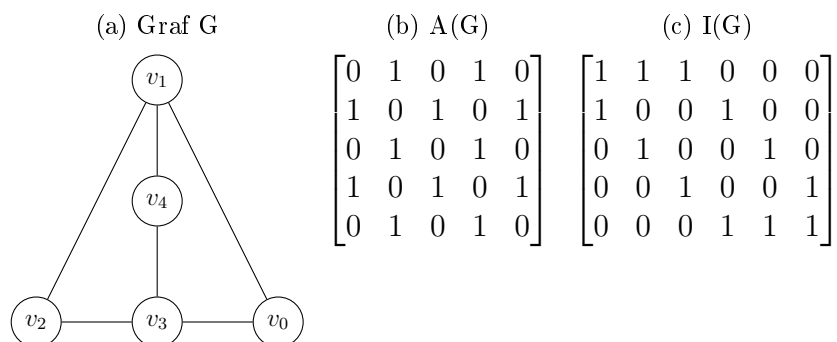 (a) Graf G
(b) A(G)
(c) I(G)
v₁
v₄
v₂
v₃
v₀
0 1 0 1 0
1 0 1 0 1
0 1 0 1 0
1 0 1 0 1
0 1 0 1 0
1 1 1 0 0 0
1 0 0 1 0 0
0 1 0 0 1 0
0 0 1 0 0 1
0 0 0 1 1 1